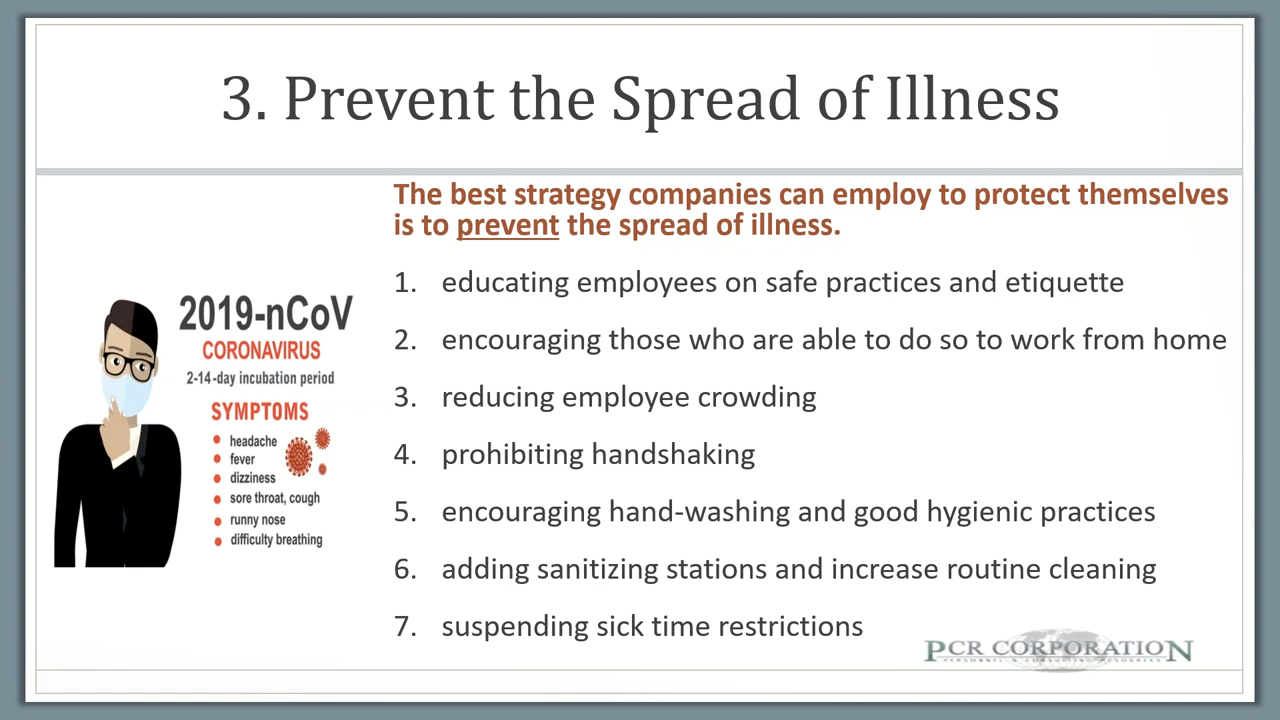 3. Prevent the Spread of Illness
The best strategy companies can employ to protect themselves
is to prevent the spread of illness.
1. educating employees on safe practices and etiquette
2. encouraging those who are able to do so to work from home
3. reducing employee crowding
4. prohibiting handshaking
5. encouraging hand-washing and good hygienic practices
6. adding sanitizing stations and increase routine cleaning
7. suspending sick time restrictions
2019-nCoV
CORONAVIRUS
2-14-day incubation period
SYMPTOMS
headache
fever
dizziness
sore throat, cough
runny nose
difficulty breathing
PCR CORPORATION
PERSONNEL & CONSULTING RESOURCES